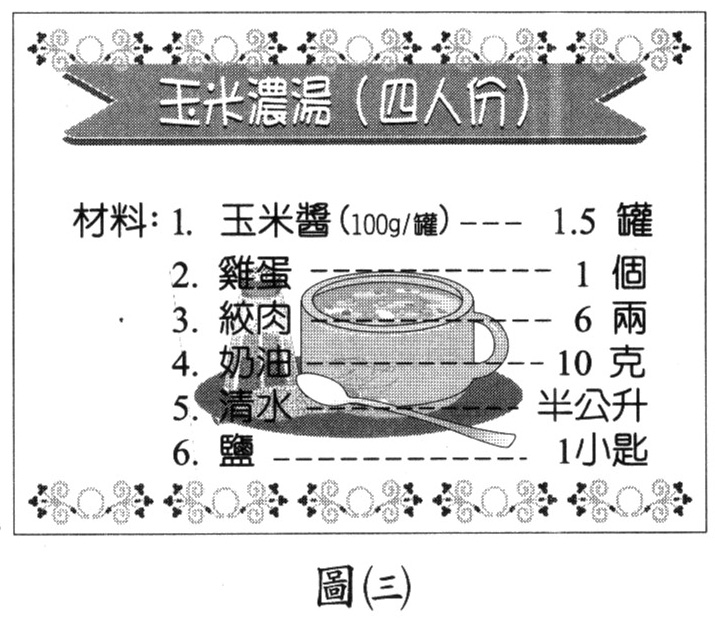 玉米濃湯（四人份）
材料：1. 玉米醬（100g/罐）--- 1.5 罐
2. 雞蛋 ------------ 1 個
3. 絞肉 ------------ 6 兩
4. 奶油 ------------ 10 克
5. 清水 ------------ 半公升
6. 鹽 -------------- 1小匙
圖(三)